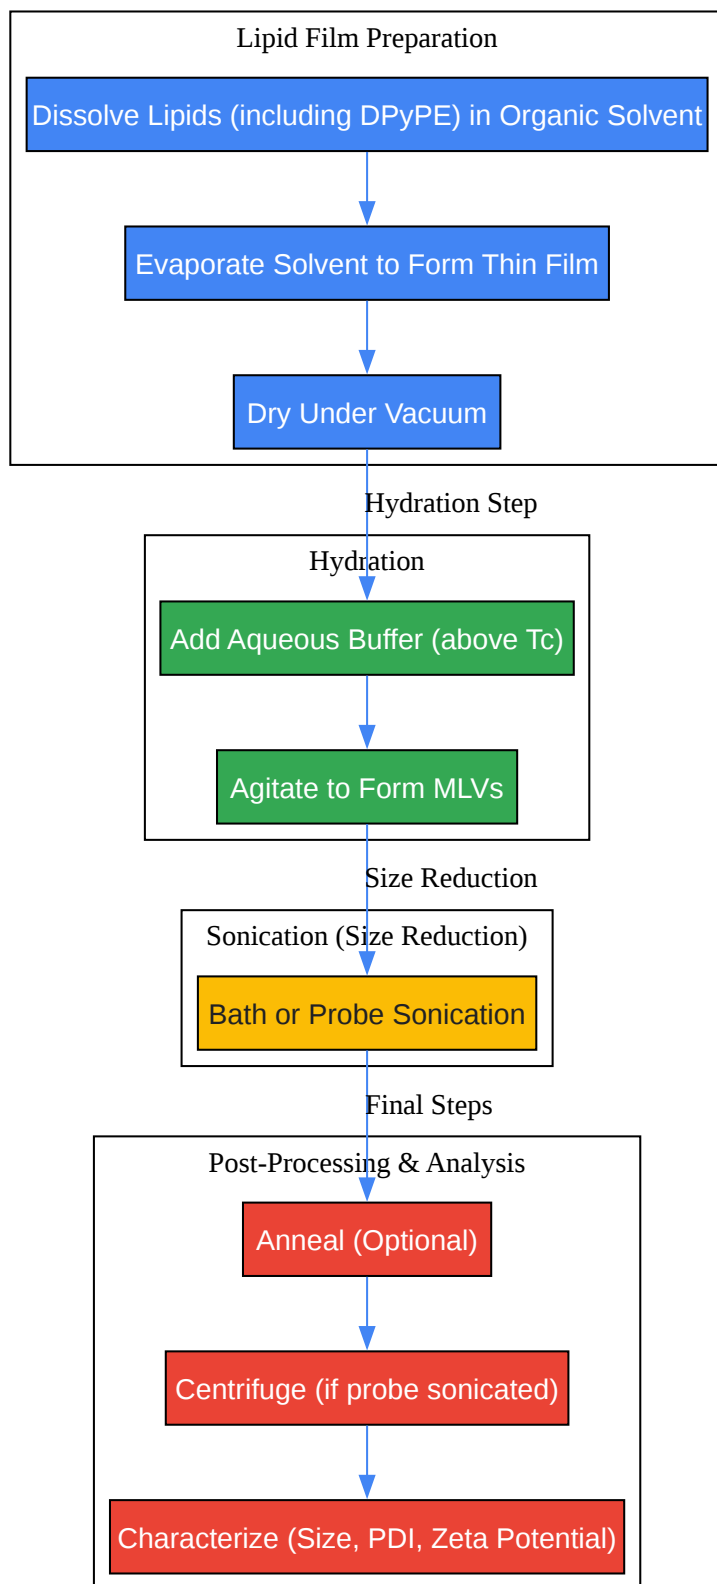 Lipid Film Preparation
Dissolve Lipids (including DPyPE) in Organic Solvent
Evaporate Solvent to Form Thin Film
Dry Under Vacuum
Hydration Step
Hydration
Add Aqueous Buffer (above Tc)
Agitate to Form MLVs
Size Reduction
Sonication (Size Reduction)
Bath or Probe Sonication
Final Steps
Post-Processing & Analysis
Anneal (Optional)
Centrifuge (if probe sonicated)
Characterize (Size, PDI, Zeta Potential)